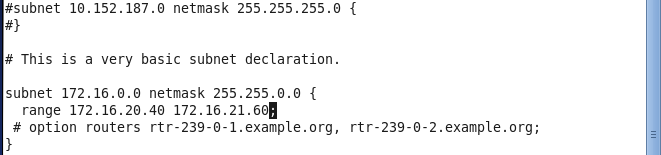 #subnet 10.152.187.0 netmask 255.255.255.0 {
#}
# This is a very basic subnet declaration.
subnet 172.16.0.0 netmask 255.255.0.0 {
range 172.16.20.40 172.16.21.60;
# option routers rtr-239-0-1.example.org, rtr-239-0-2.example.org;
}